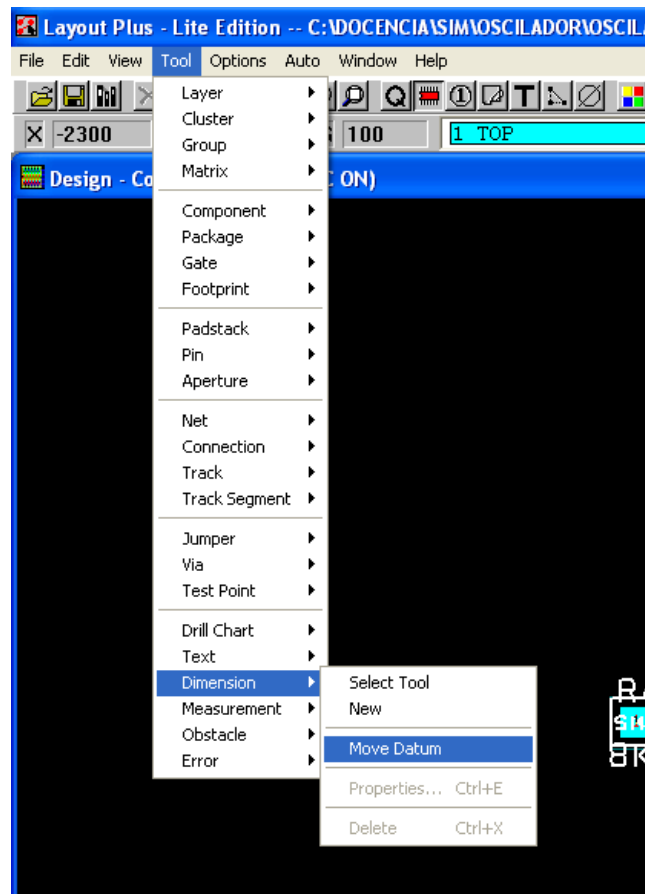 Layout Plus - Lite Edition -- C:\DOCENCIA\SIM\OSCILADOR\OSCIL
File Edit View Tool Options Auto Window Help
X -2300 100 1 TOP
Design - Co ON)
Layer
Cluster
Group
Matrix
Component
Package
Gate
Footprint
Padstack
Pin
Aperture
Net
Connection
Track
Track Segment
Jumper
Via
Test Point
Drill Chart
Text
Dimension
Measurement
Obstacle
Error
Select Tool
New
Move Datum
Properties... Ctrl+E
Delete Ctrl+X